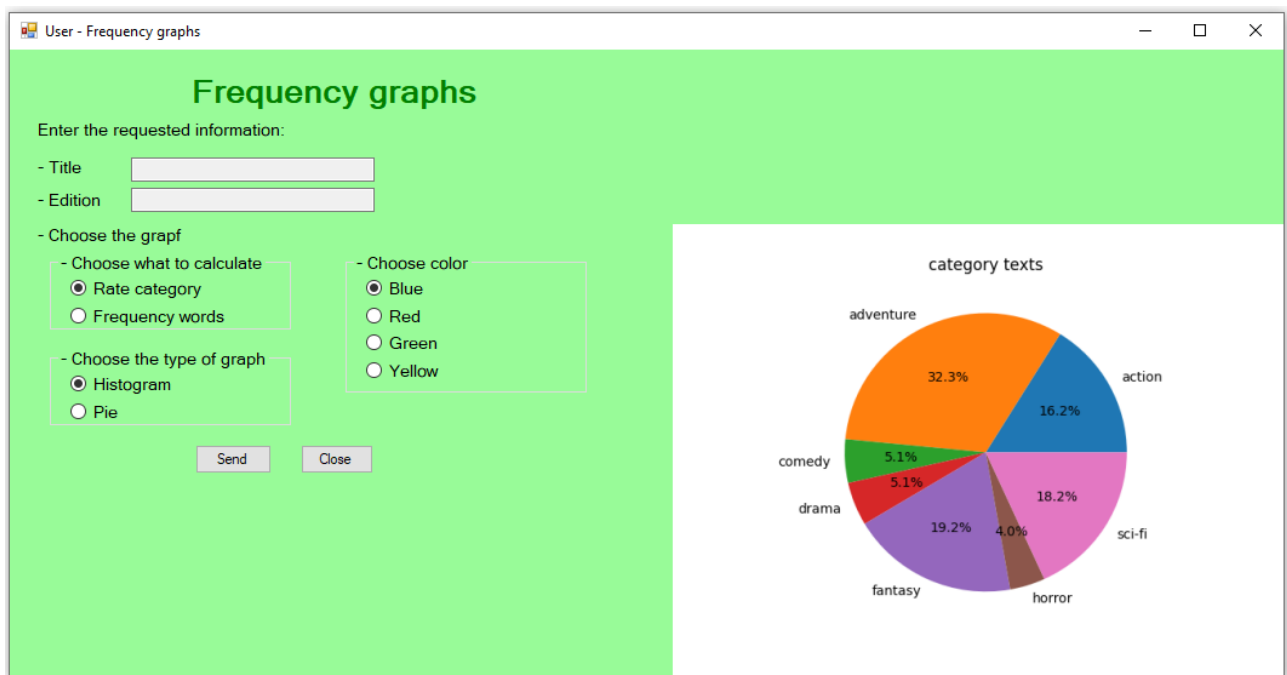 User - Frequency graphs
Frequency graphs
Enter the requested information:
- Title
- Edition
- Choose the grapf
- Choose what to calculate
Rate category
Frequency words
- Choose the type of graph
Histogram
Pie
- Choose color
Blue
Red
Green
Yellow
Send
Close
category texts
adventure
32.3%
action
16.2%
comedy
5.1%
drama
5.1%
fantasy
19.2%
horror
4.0%
sci-fi
18.2%